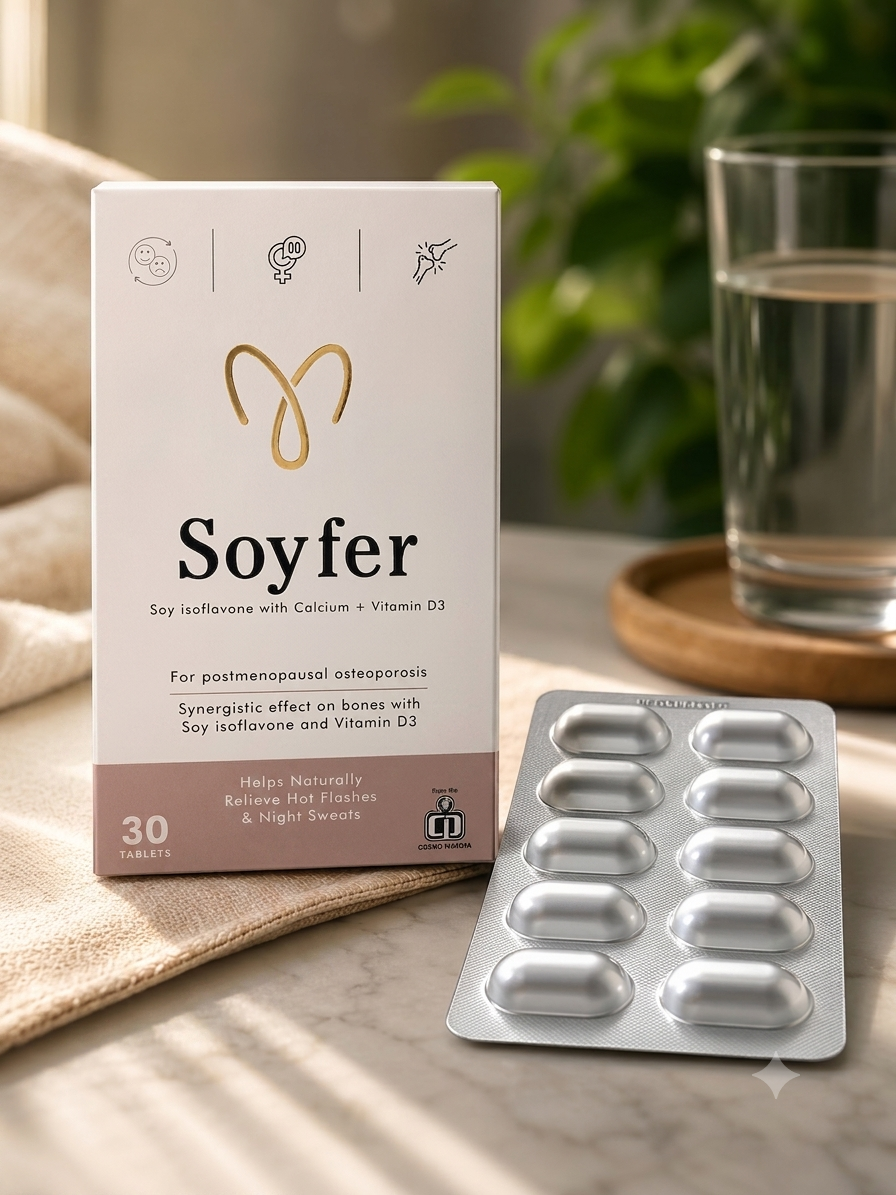 Soyfer
Soy isoflavone with Calcium + Vitamin D3
For postmenopausal osteoporosis
Synergistic effect on bones with
Soy isoflavone and Vitamin D3
Helps Naturally
Relieve Hot Flashes
& Night Sweats
30
TABLETS